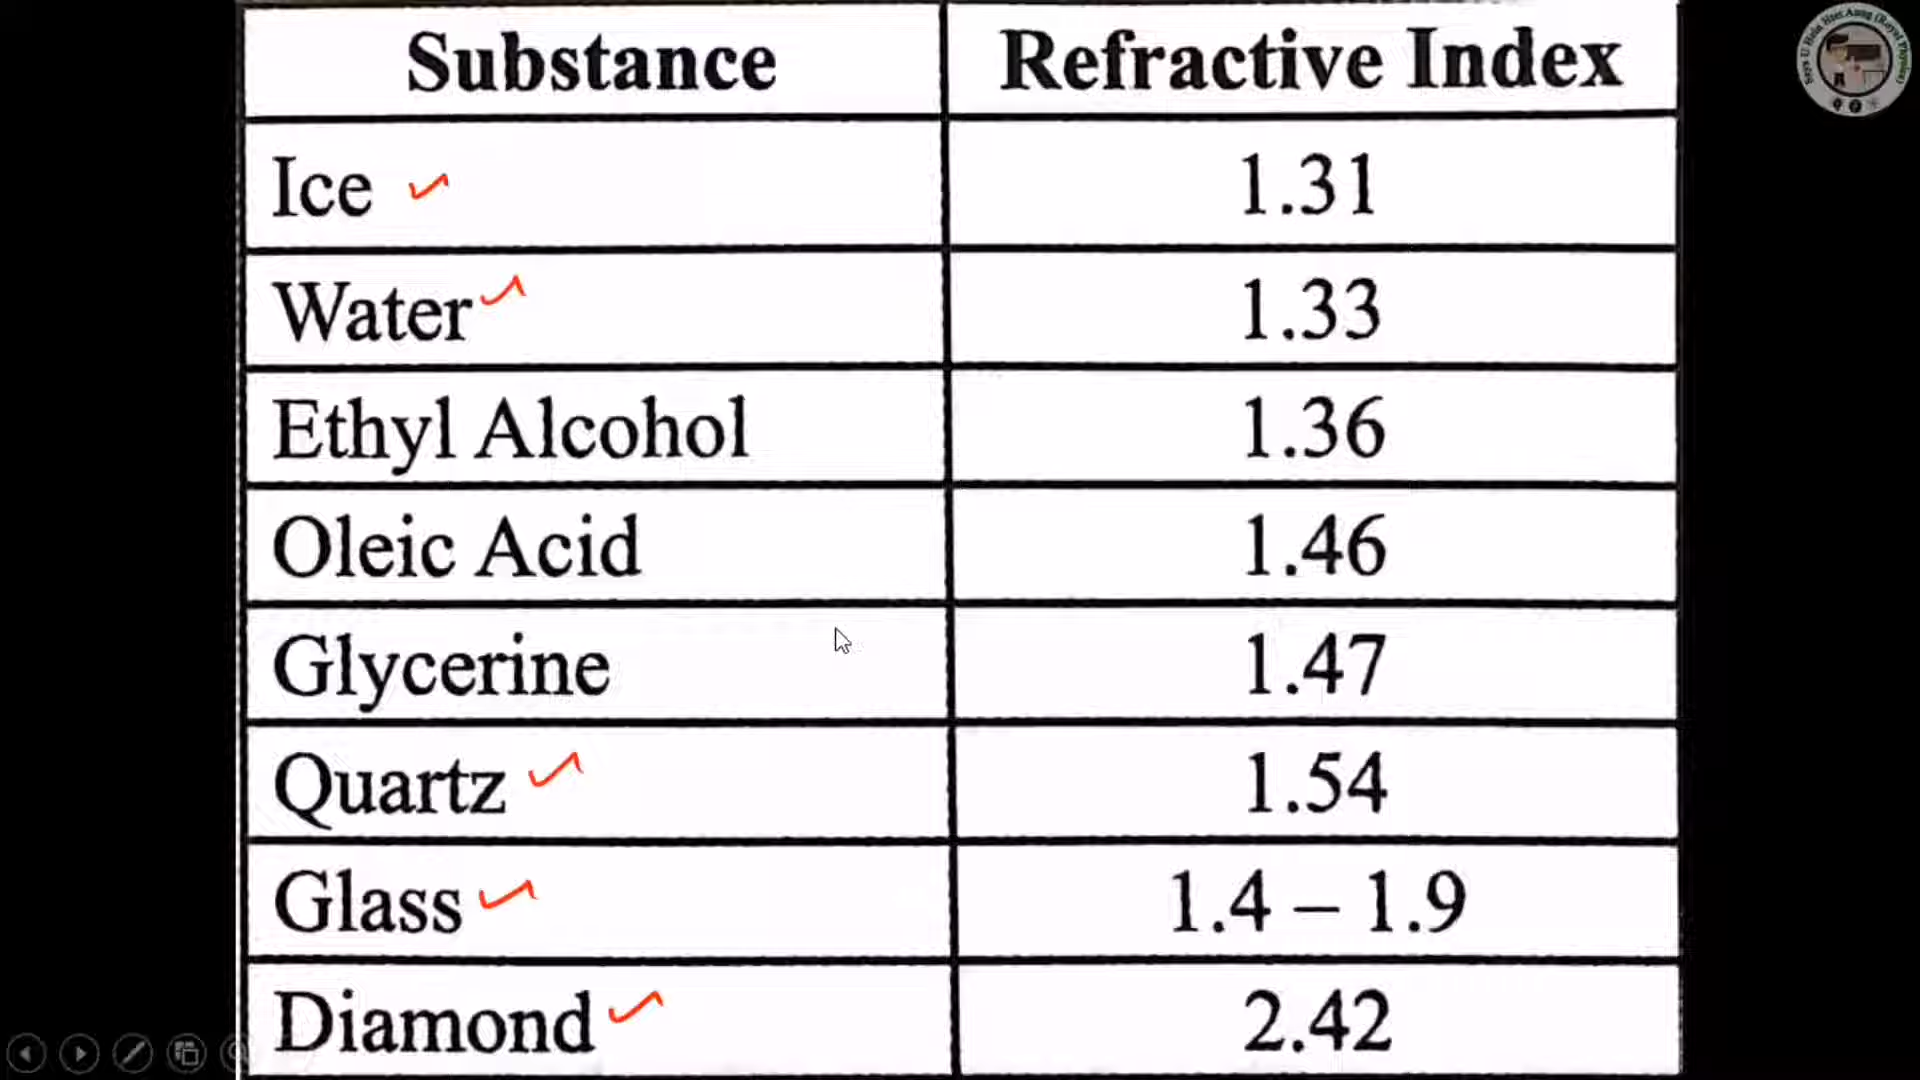 Substance Refractive Index
Ice 1.31
Water 1.33
Ethyl Alcohol 1.36
Oleic Acid 1.46
Glycerine 1.47
Quartz 1.54
Glass 1.4 – 1.9
Diamond 2.42